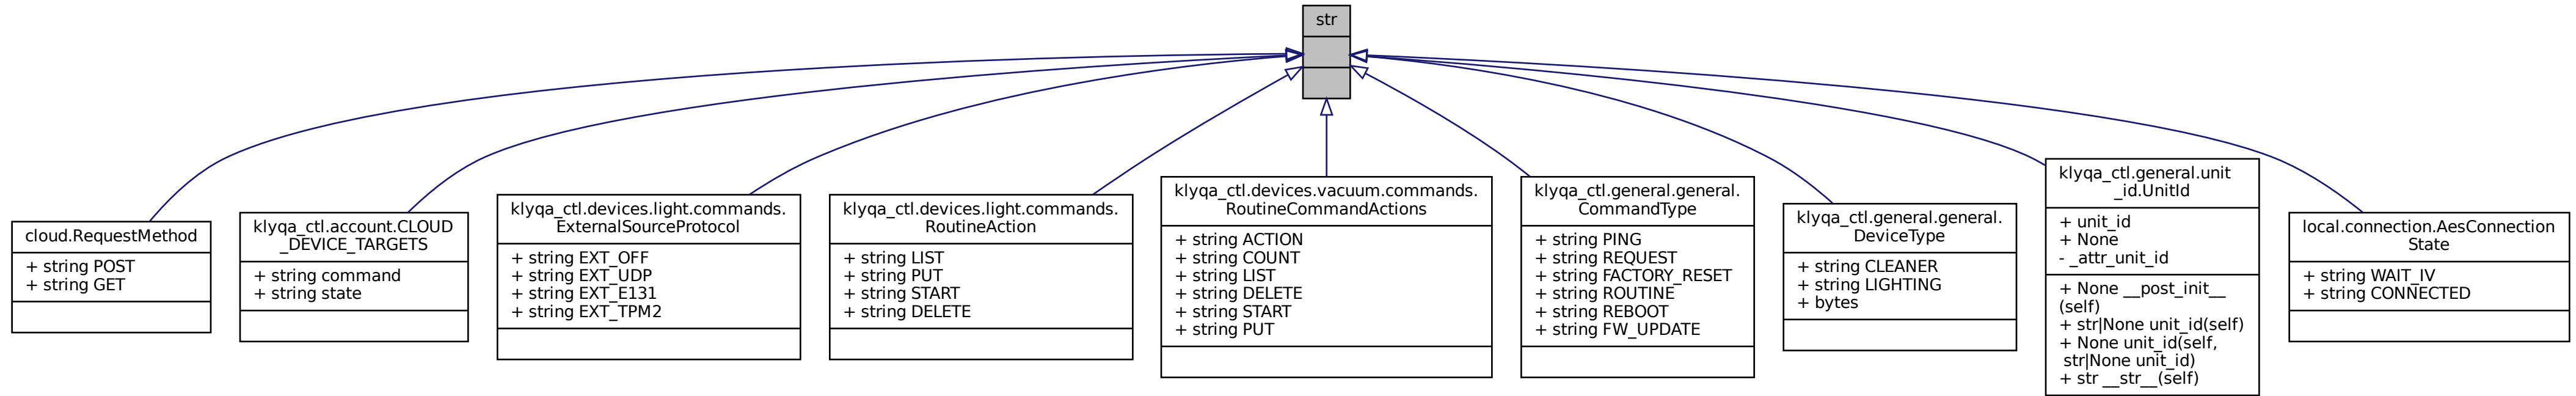 str
cloud.RequestMethod
+ string POST
+ string GET
klyqa_ctl.account.CLOUD
_DEVICE_TARGETS
+ string command
+ string state
klyqa_ctl.devices.light.commands.
ExternalSourceProtocol
+ string EXT_OFF
+ string EXT_UDP
+ string EXT_E131
+ string EXT_TPM2
klyqa_ctl.devices.light.commands.
RoutineAction
+ string LIST
+ string PUT
+ string START
+ string DELETE
klyqa_ctl.devices.vacuum.commands.
RoutineCommandActions
+ string ACTION
+ string COUNT
+ string LIST
+ string DELETE
+ string START
+ string PUT
klyqa_ctl.general.general.
CommandType
+ string PING
+ string REQUEST
+ string FACTORY_RESET
+ string ROUTINE
+ string REBOOT
+ string FW_UPDATE
klyqa_ctl.general.general.
DeviceType
+ string CLEANER
+ string LIGHTING
+ bytes
klyqa_ctl.general.unit
_id.UnitId
+ unit_id
+ None
- _attr_unit_id
+ None __post_init__
(self)
+ str|None unit_id(self)
+ None unit_id(self,
str|None unit_id)
+ str __str__(self)
local.connection.AesConnection
State
+ string WAIT_IV
+ string CONNECTED